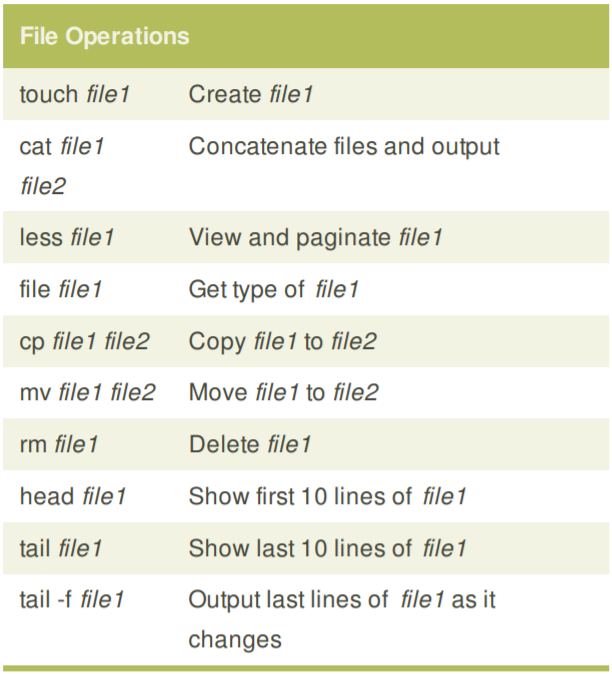 File Operations
touch file1 Create file1
cat file1 Concatenate files and output
file2
less file1 View and paginate file1
file file1 Get type of file1
cp file1 file2 Copy file1 to file2
mv file1 file2 Move file1 to file2
rm file1 Delete file1
head file1 Show first 10 lines of file1
tail file1 Show last 10 lines of file1
tail -f file1 Output last lines of file1 as it
changes